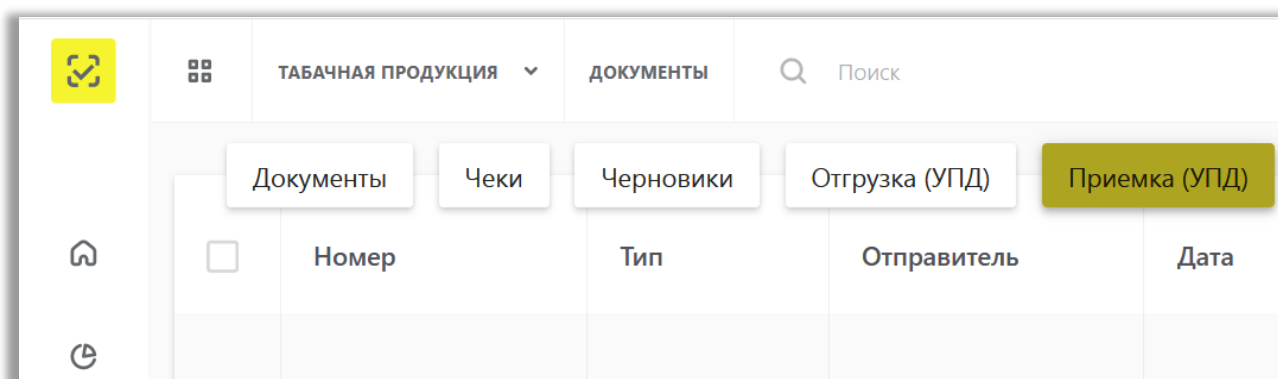 ТАБАЧНАЯ ПРОДУКЦИЯ ДОКУМЕНТЫ Поиск
Документы Чеки Черновики Отгрузка (УПД) Приемка (УПД)
Номер Тип Отправитель Дата